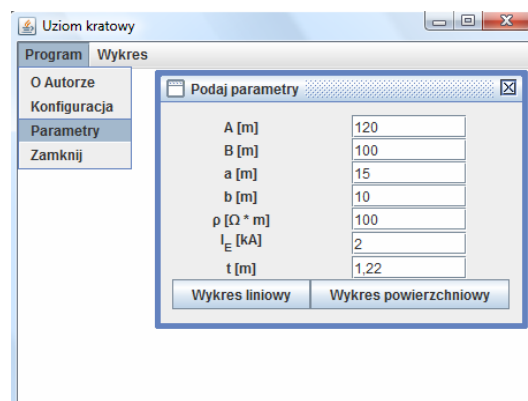 Uziom kratowy
Program Wykres
O Autorze
Konfiguracja
Parametry
Zamknij
Podaj parametry
A [m] 120
B [m] 100
a [m] 15
b [m] 10
ρ [Ω * m] 100
I_E [kA] 2
t [m] 1,22
Wykres liniowy Wykres powierzchniowy